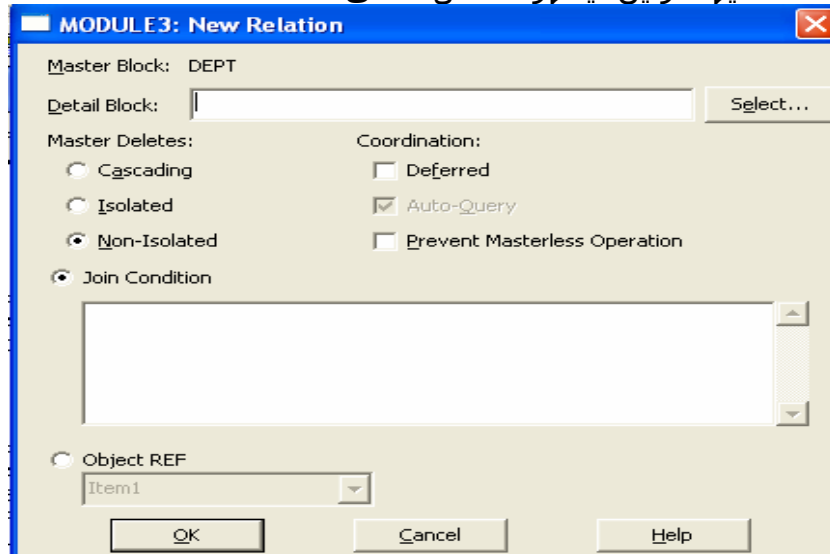 MODULE3: New Relation
Master Block: DEPT
Detail Block:
Select...
Master Deletes:
Coordination:
Cascading
Deferred
Isolated
Auto-Query
Non-Isolated
Prevent Masterless Operation
Join Condition
Object REF
Item1
OK
Cancel
Help